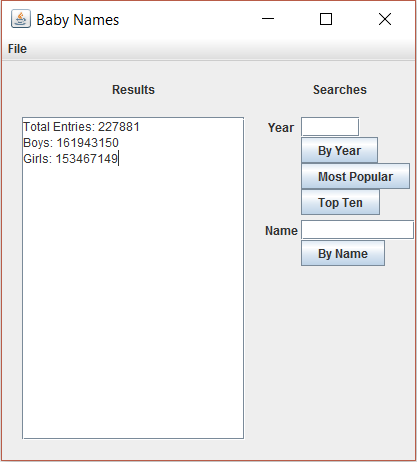 Baby Names
File
Results
Searches
Total Entries: 227881
Boys: 161943150
Girls: 153467149
Year
By Year
Most Popular
Top Ten
Name
By Name